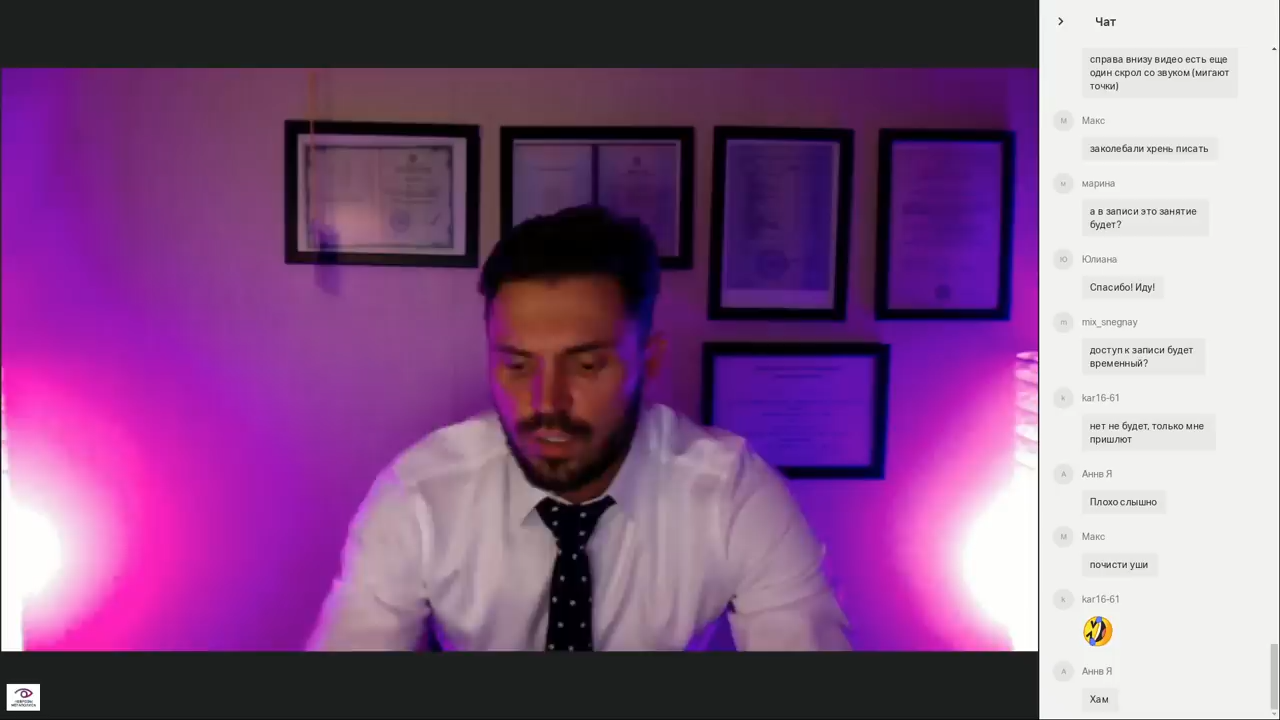 Чат
справа внизу видео есть еще
один скрол со звуком (мигают
точки)
М
Макс
заколебали хрень писать
м
марина
а в записи это занятие
будет?
Ю
Юлиана
Спасибо! Иду!
m
mix_snegnay
доступ к записи будет
временный?
k
kar16-61
нет не будет, только мне
пришлют
А
Аннв Я
Плохо слышно
М
Макс
почисти уши
k
kar16-61
А
Аннв Я
Хам